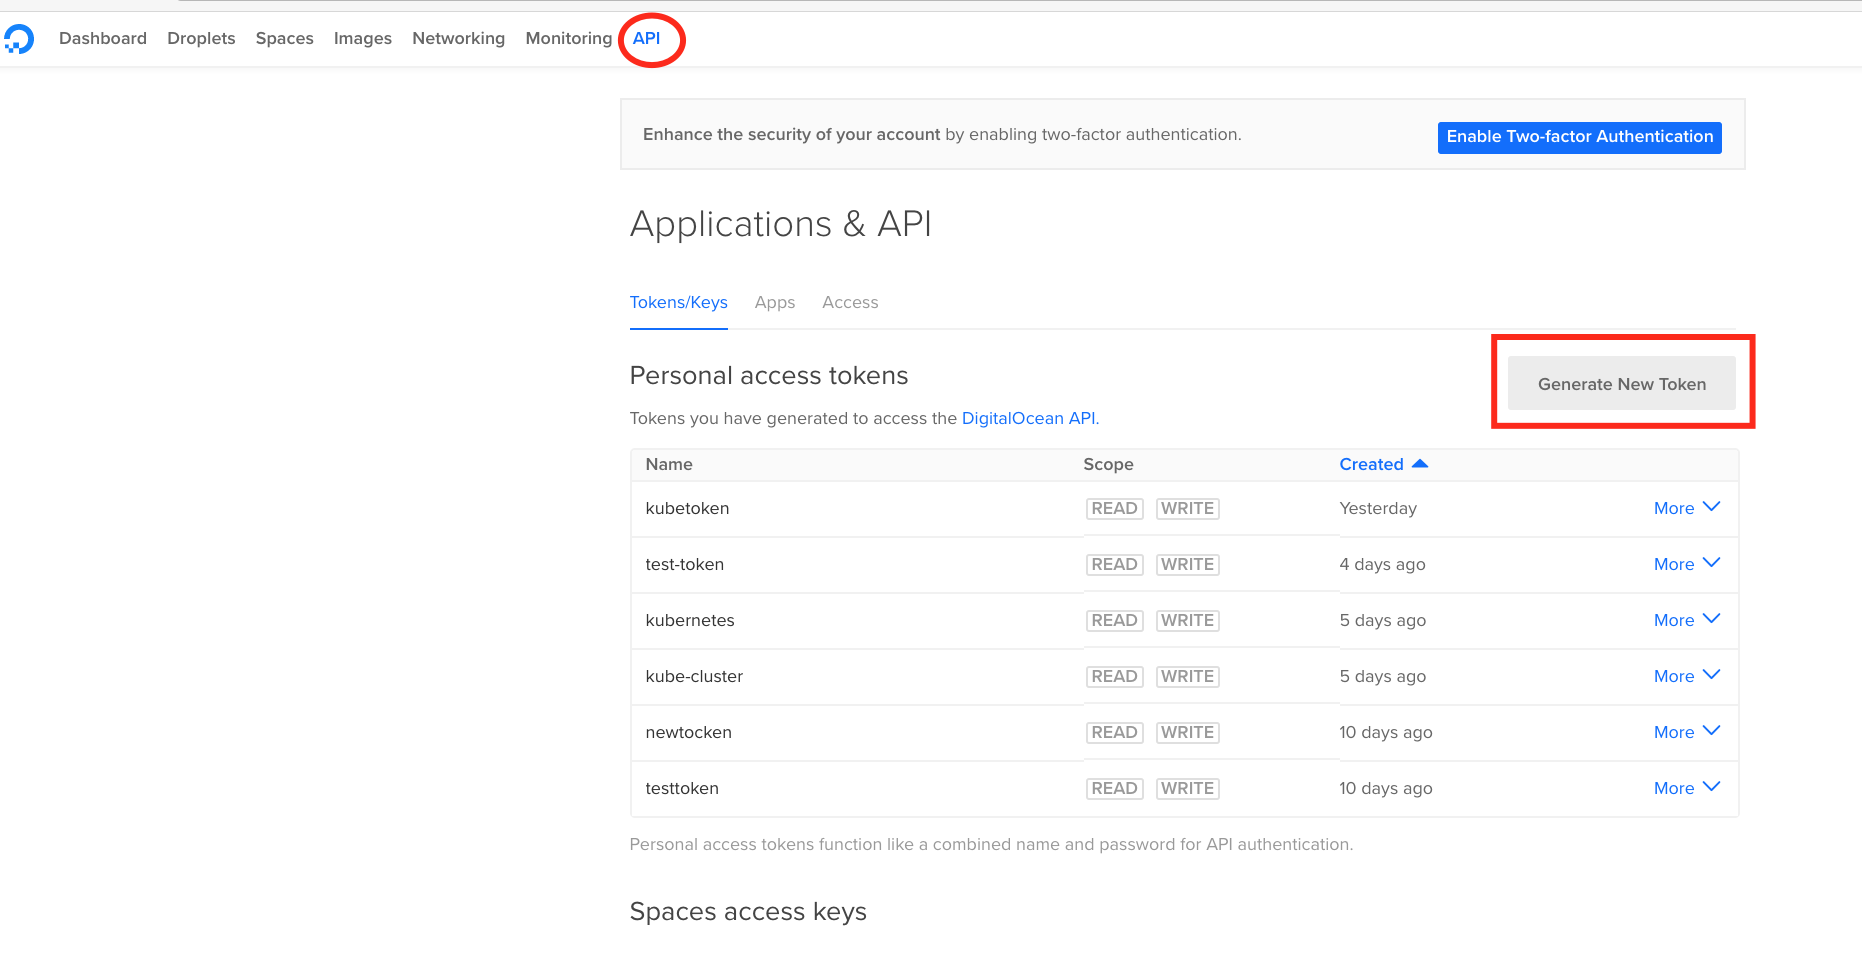 Dashboard Droplets Spaces Images Networking Monitoring API
Enhance the security of your account by enabling two-factor authentication.
Enable Two-factor Authentication
Applications & API
Tokens/Keys Apps Access
Personal access tokens
Generate New Token
Tokens you have generated to access the DigitalOcean API.
Name Scope Created
kubetoken READ WRITE Yesterday More
test-token READ WRITE 4 days ago More
kubernetes READ WRITE 5 days ago More
kube-cluster READ WRITE 5 days ago More
newtocken READ WRITE 10 days ago More
testtoken READ WRITE 10 days ago More
Personal access tokens function like a combined name and password for API authentication.
Spaces access keys